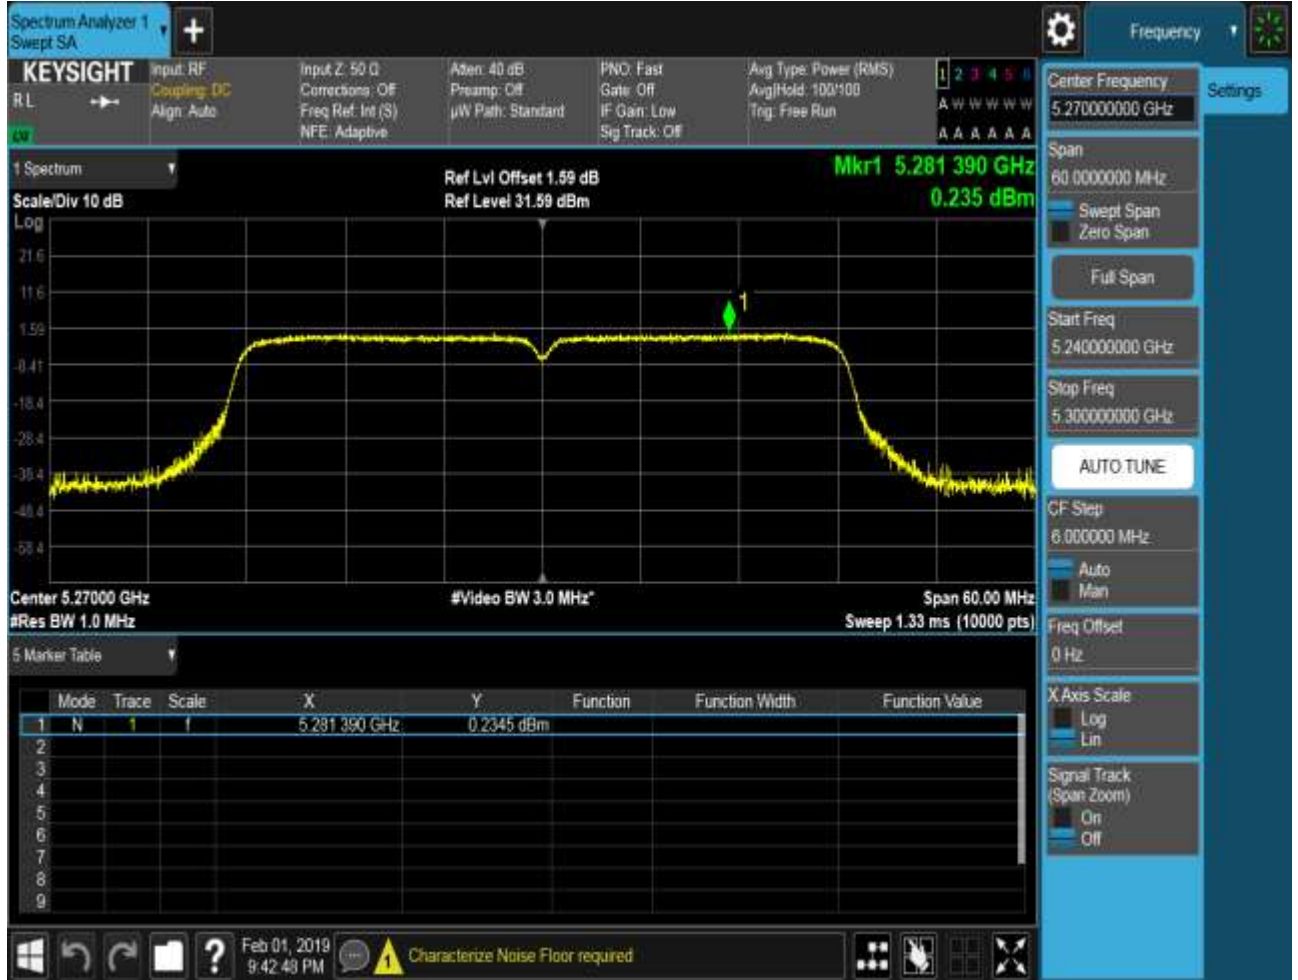 Spectrum Analyzer 1
Swept SA
Frequency
KEYSIGHT
R L
Input: RF
Coupling: DC
Align: Auto
Input Z: 50 Ω
Corrections: Off
Freq Ref: Int (S)
NFE: Adaptive
Atten: 40 dB
Preamp: Off
µW Path: Standard
PNO: Fast
Gate: Off
IF Gain: Low
Sig Track: Off
Avg Type: Power (RMS)
Avg|Hold: 100/100
Trig: Free Run
1 2 3 4 5 6
A W W W W W
A A A A A A
1 Spectrum
Scale/Div 10 dB
Ref Lvl Offset 1.59 dB
Ref Level 31.59 dBm
Mkr1 5.281 390 GHz
0.235 dBm
Log
21.6
11.6
1.59
-8.41
-18.4
-28.4
-38.4
-48.4
-58.4
1
Center 5.27000 GHz
#Video BW 3.0 MHz*
Span 60.00 MHz
#Res BW 1.0 MHz
Sweep 1.33 ms (10000 pts)
5 Marker Table
Mode Trace Scale X Y Function Function Width Function Value
1 N 1 f 5.281 390 GHz 0.2345 dBm
2
3
4
5
6
7
8
9
Center Frequency
5.270000000 GHz
Settings
Span
60.0000000 MHz
Swept Span
Zero Span
Full Span
Start Freq
5.240000000 GHz
Stop Freq
5.300000000 GHz
AUTO TUNE
CF Step
6.000000 MHz
Auto
Man
Freq Offset
0 Hz
X Axis Scale
Log
Lin
Signal Track
(Span Zoom)
On
Off
?
Feb 01, 2019
9:42:48 PM
1
Characterize Noise Floor required